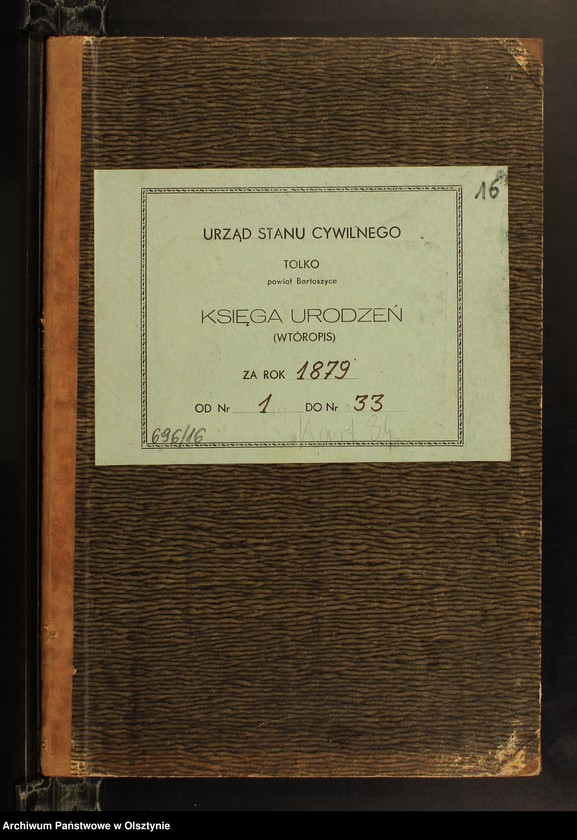 16
URZĄD STANU CYWILNEGO
TOLKO
powiat Bartoszyce
KSIĘGA URODZEŃ
(WTÓROPIS)
ZA ROK 1879
OD Nr 1 DO Nr 33
34
696/16
Archiwum Państwowe w Olsztynie